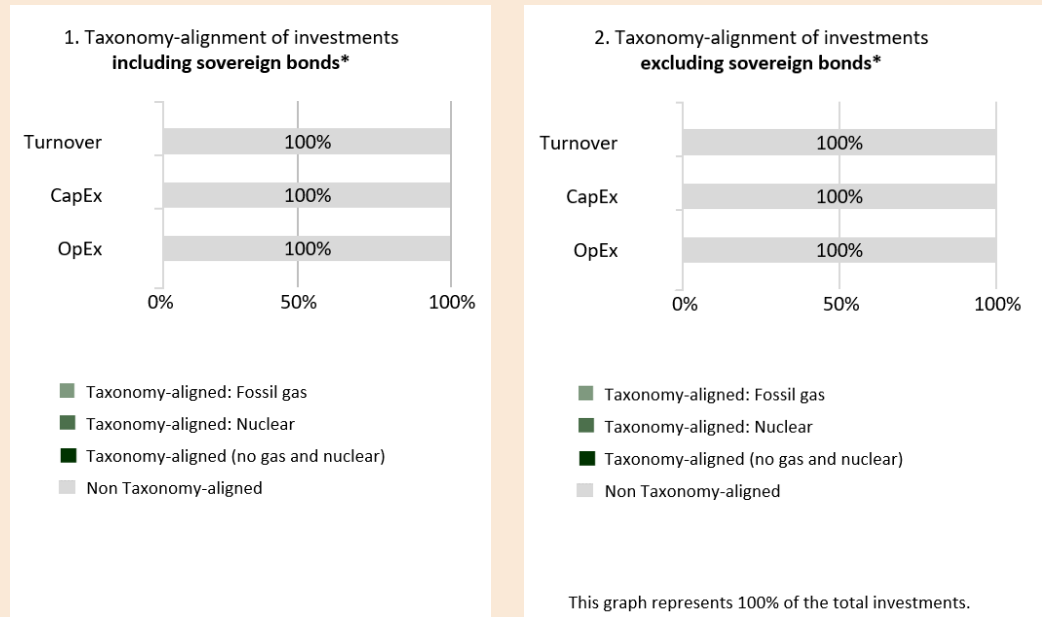 1. Taxonomy-alignment of investments
including sovereign bonds*
Turnover
100%
CapEx
100%
OpEx
100%
0%
50%
100%
Taxonomy-aligned: Fossil gas
Taxonomy-aligned: Nuclear
Taxonomy-aligned (no gas and nuclear)
Non Taxonomy-aligned
2. Taxonomy-alignment of investments
excluding sovereign bonds*
Turnover
100%
CapEx
100%
OpEx
100%
0%
50%
100%
Taxonomy-aligned: Fossil gas
Taxonomy-aligned: Nuclear
Taxonomy-aligned (no gas and nuclear)
Non Taxonomy-aligned
This graph represents 100% of the total investments.